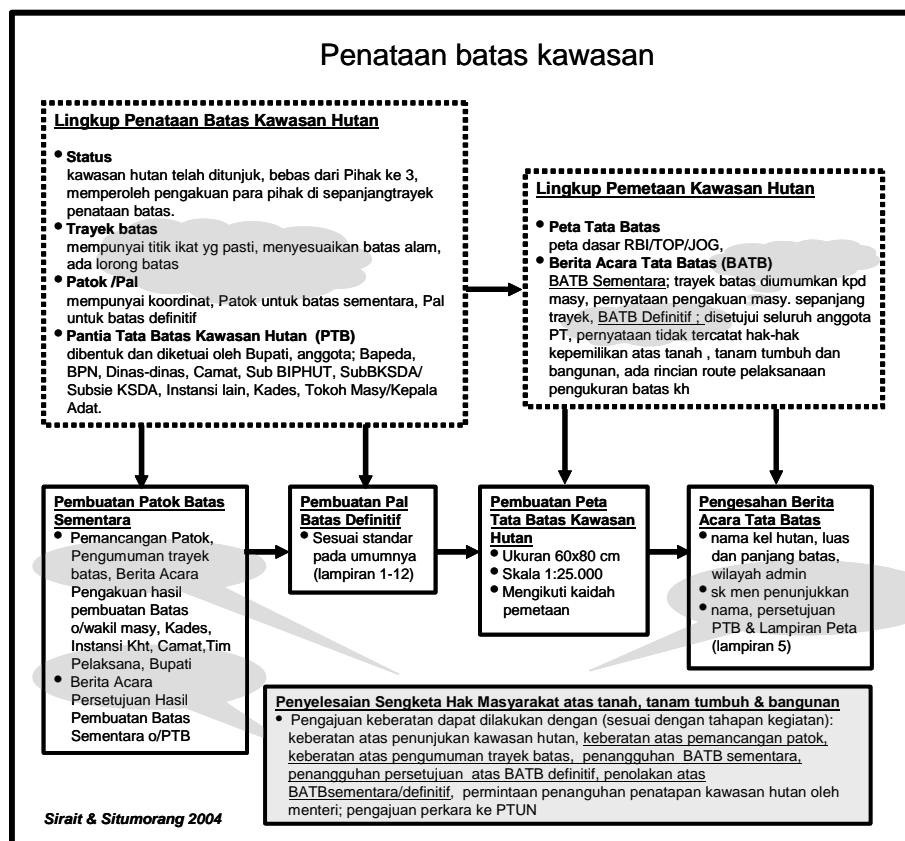 Penataan batas kawasan
Lingkup Penataan Batas Kawasan Hutan
• Status
kawasan hutan telah ditunjuk, bebas dari Pihak ke 3,
memperoleh pengakuan para pihak di sepanjangtrayek
penataan batas.
• Trayek batas
mempunyai titik ikat yg pasti, menyesuaikan batas alam,
ada lorong batas
• Patok /Pal
mempunyai koordinat, Patok untuk batas sementara, Pal
untuk batas definitif
• Pantia Tata Batas Kawasan Hutan (PTB)
dibentuk dan diketuai oleh Bupati, anggota; Bapeda,
BPN, Dinas-dinas, Camat, Sub BIPHUT, SubBKSDA/
Subsie KSDA, Instansi lain, Kades, Tokoh Masy/Kepala
Adat.
Lingkup Pemetaan Kawasan Hutan
• Peta Tata Batas
peta dasar RBI/TOP/JOG,
• Berita Acara Tata Batas (BATB)
BATB Sementara; trayek batas diumumkan kpd
masy, pernyataan pengakuan masy. sepanjang
trayek, BATB Definitif ; disetujui seluruh anggota
PT, pernyataan tidak tercatat hak-hak
kepemilikan atas tanah , tanam tumbuh dan
bangunan, ada rincian route pelaksanaan
pengukuran batas kh
Pembuatan Patok Batas
Sementara
• Pemancangan Patok,
Pengumuman trayek
batas, Berita Acara
Pengakuan hasil
pembuatan Batas
o/wakil masy, Kades,
Instansi Kht, Camat,Tim
Pelaksana, Bupati
• Berita Acara
Persetujuan Hasil
Pembuatan Batas
Sementara o/PTB
Pembuatan Pal
Batas Definitif
• Sesuai standar
pada umumnya
(lampiran 1-12)
Pembuatan Peta
Tata Batas Kawasan
Hutan
• Ukuran 60x80 cm
• Skala 1:25.000
• Mengikuti kaidah
pemetaan
Pengesahan Berita
Acara Tata Batas
• nama kel hutan, luas
dan panjang batas,
wilayah admin
• sk men penunjukkan
• nama, persetujuan
PTB & Lampiran Peta
(lampiran 5)
Penyelesaian Sengketa Hak Masyarakat atas tanah, tanam tumbuh & bangunan
• Pengajuan keberatan dapat dilakukan dengan (sesuai dengan tahapan kegiatan):
keberatan atas penunjukan kawasan hutan, keberatan atas pemancangan patok,
keberatan atas pengumuman trayek batas, penangguhan BATB sementara,
penangguhan persetujuan atas BATB definitif, penolakan atas
BATBsementara/definitif, permintaan penanguhan penatapan kawasan hutan oleh
menteri; pengajuan perkara ke PTUN
Sirait & Situmorang 2004